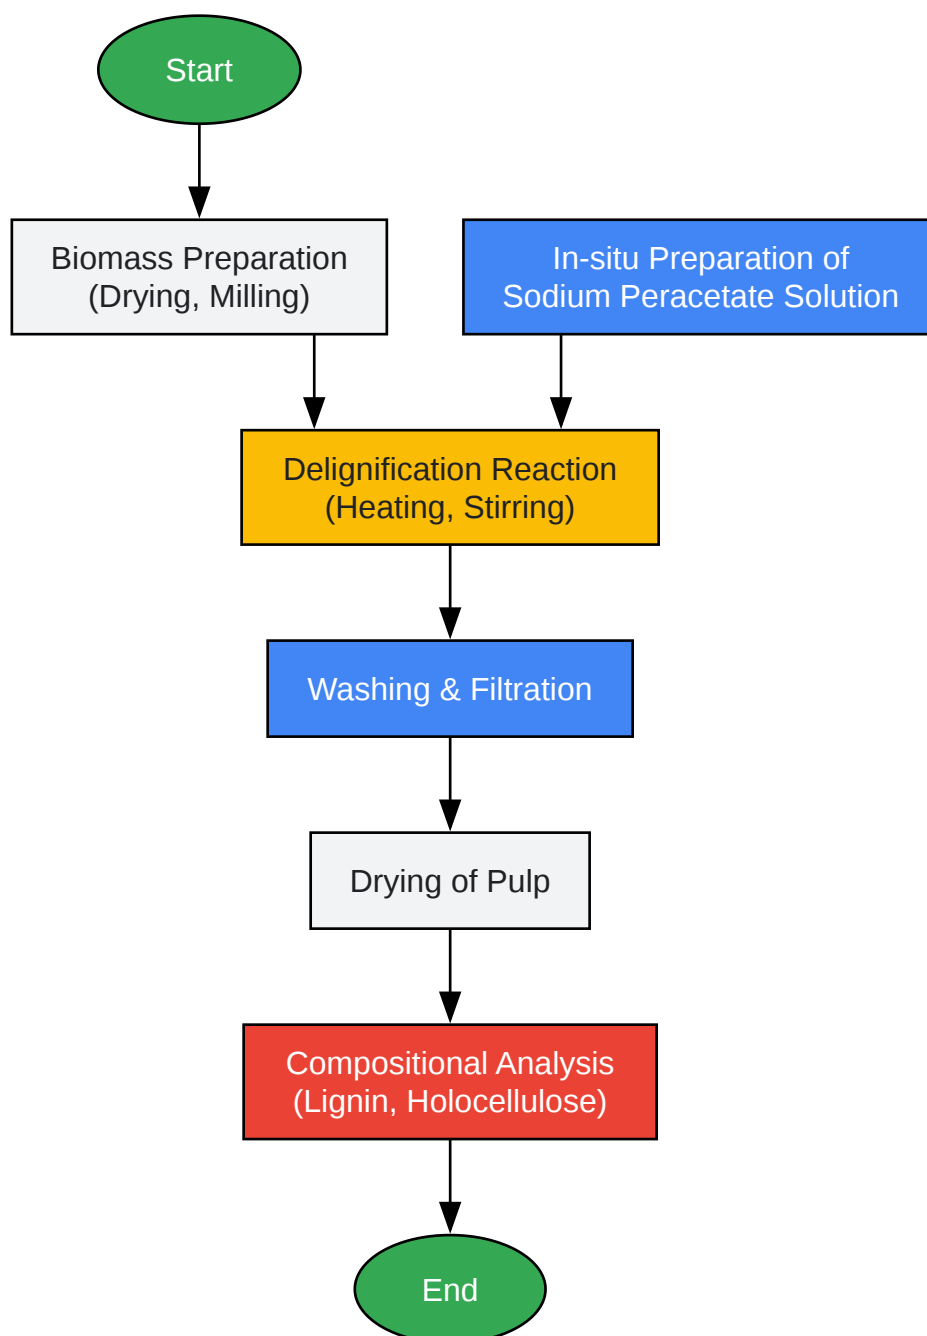 Start
Biomass Preparation
(Drying, Milling)
In-situ Preparation of
Sodium Peracetate Solution
Delignification Reaction
(Heating, Stirring)
Washing & Filtration
Drying of Pulp
Compositional Analysis
(Lignin, Holocellulose)
End